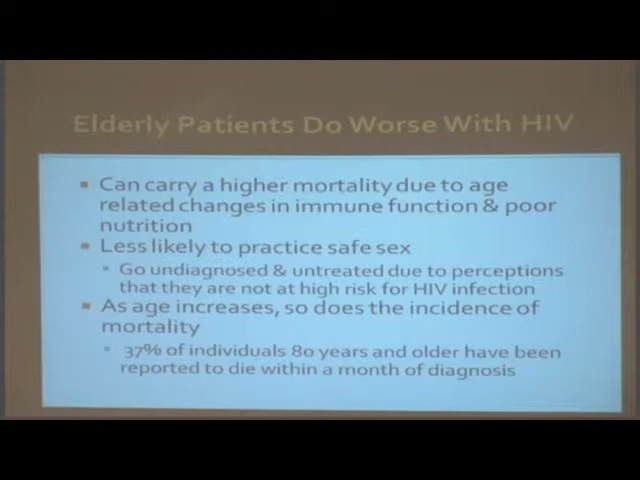 Elderly Patients Do Worse With HIV
▪ Can carry a higher mortality due to age
related changes in immune function & poor
nutrition
▪ Less likely to practice safe sex
▪ Go undiagnosed & untreated due to perceptions
that they are not at high risk for HIV infection
▪ As age increases, so does the incidence of
mortality
▪ 37% of individuals 80 years and older have been
reported to die within a month of diagnosis